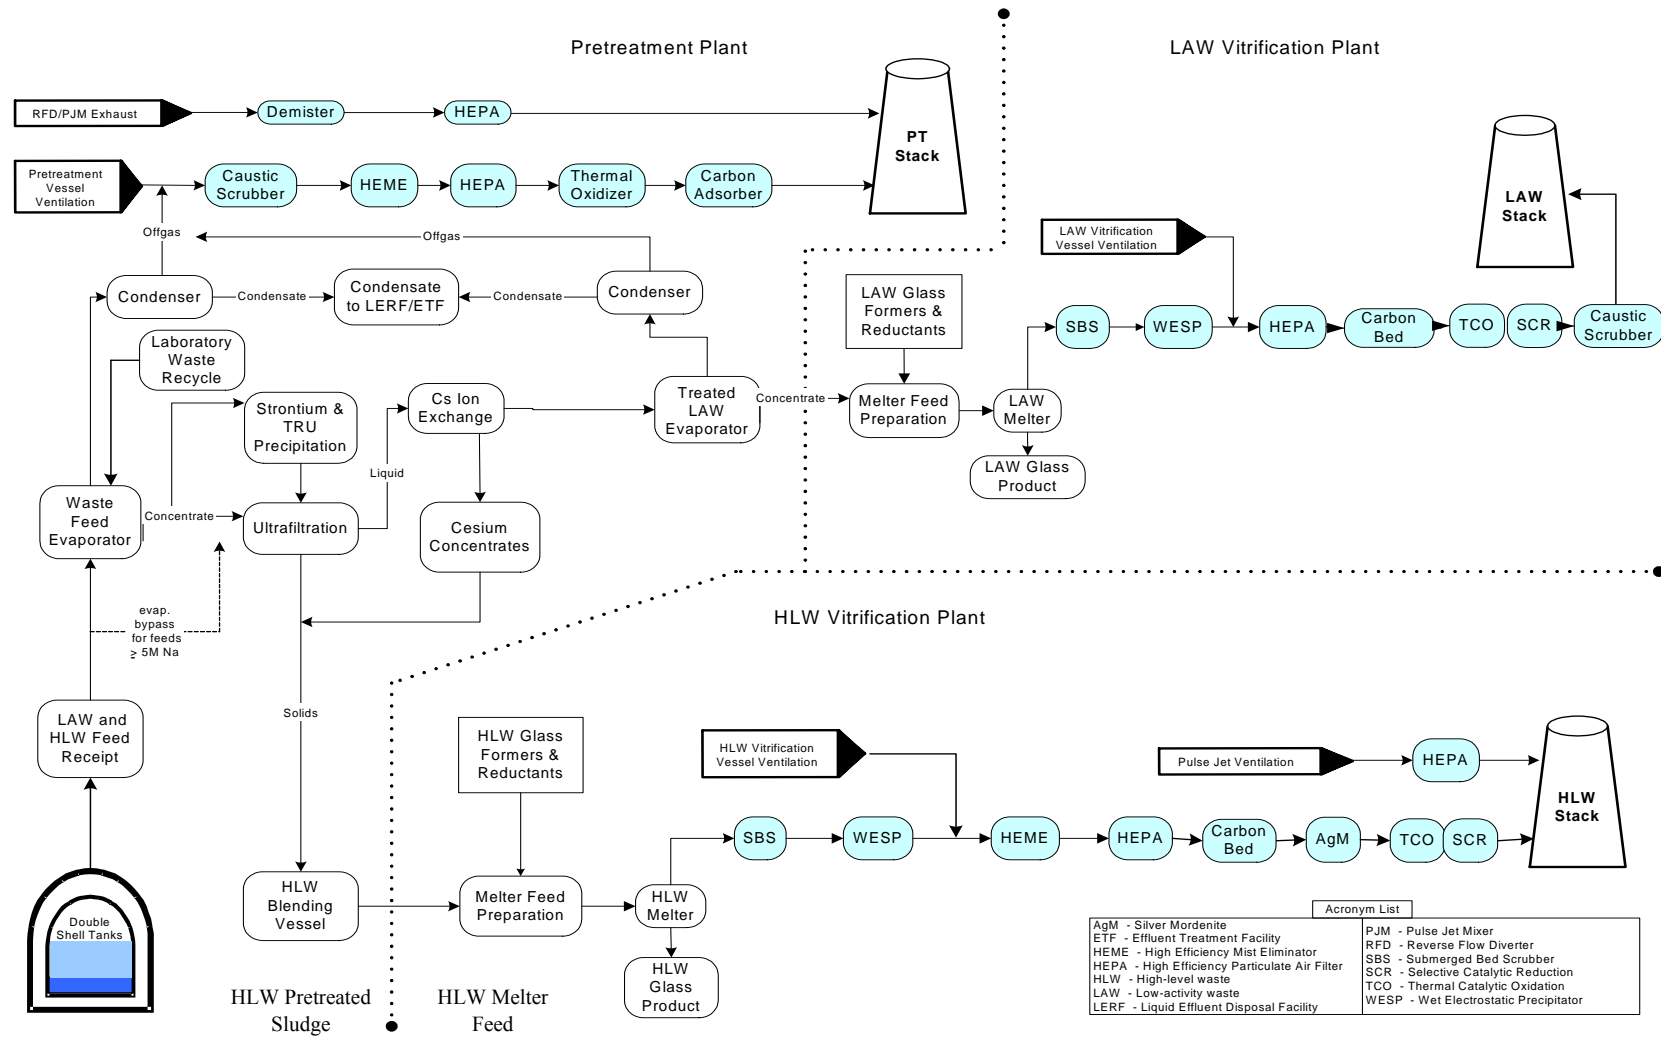 Pretreatment Plant
LAW Vitrification Plant
RFD/PJM Exhaust
Demister
HEPA
PT
Stack
Pretreatment
Vessel
Ventilation
Caustic
Scrubber
HEME
HEPA
Thermal
Oxidizer
Carbon
Adsorber
LAW
Stack
Offgas
Offgas
LAW Vitrification
Vessel Ventilation
Condenser
Condensate
Condensate
to LERF/ETF
Condensate
Condenser
LAW Glass
Formers &
Reductants
SBS
WESP
HEPA
Carbon
Bed
TCO
SCR
Caustic
Scrubber
Laboratory
Waste
Recycle
Strontium &
TRU
Precipitation
Cs Ion
Exchange
Treated
LAW
Evaporator
Concentrate
Melter Feed
Preparation
LAW
Melter
LAW Glass
Product
Liquid
Waste
Feed
Evaporator
Concentrate
Ultrafiltration
Cesium
Concentrates
evap.
bypass
for feeds
≥ 5M Na
HLW Vitrification Plant
LAW and
HLW Feed
Receipt
Solids
HLW Glass
Formers &
Reductants
HLW Vitrification
Vessel Ventilation
Pulse Jet Ventilation
HEPA
HLW
Stack
SBS
WESP
HEME
HEPA
Carbon
Bed
AgM
TCO
SCR
Double
Shell Tanks
HLW
Blending
Vessel
Melter Feed
Preparation
HLW
Melter
HLW
Glass
Product
HLW Pretreated
Sludge
HLW Melter
Feed
Acronym List
AgM - Silver Mordenite
ETF - Effluent Treatment Facility
HEME - High Efficiency Mist Eliminator
HEPA - High Efficiency Particulate Air Filter
HLW - High-level waste
LAW - Low-activity waste
LERF - Liquid Effluent Disposal Facility
PJM - Pulse Jet Mixer
RFD - Reverse Flow Diverter
SBS - Submerged Bed Scrubber
SCR - Selective Catalytic Reduction
TCO - Thermal Catalytic Oxidation
WESP - Wet Electrostatic Precipitator